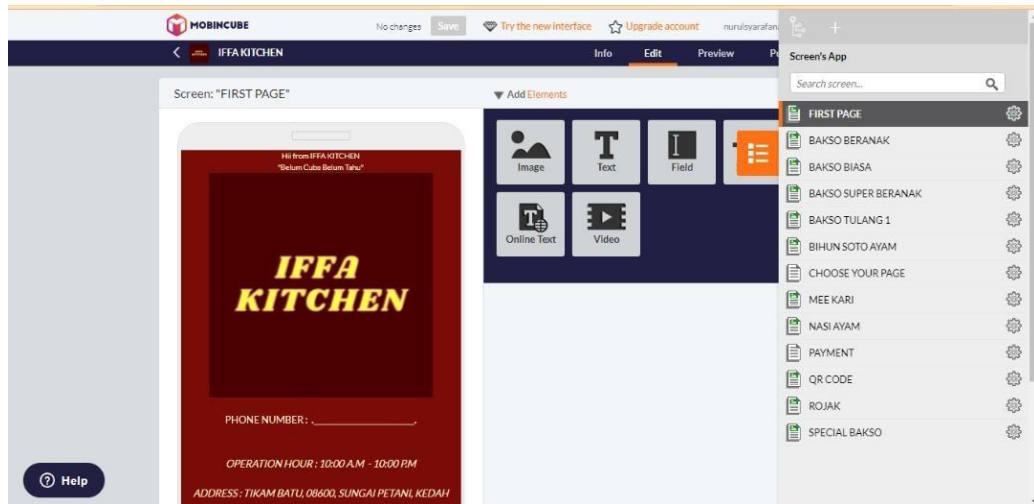 MOBINCUBE
No changes Save Try the new interface Upgrade account nurulsyarafan
IFFA KITCHEN
Info Edit Preview Pu
Screen: "FIRST PAGE"
Add Elements
Hii from IFFA KITCHEN
"Belum Cuba Belum Tahu"
IFFA
KITCHEN
PHONE NUMBER : .____________________.
OPERATION HOUR : 10:00 A.M - 10:00 P.M
ADDRESS : TIKAM BATU, 08600, SUNGAI PETANI, KEDAH
Image Text Field
Online Text Video
Screen's App
Search screen...
FIRST PAGE
BAKSO BERANAK
BAKSO BIASA
BAKSO SUPER BERANAK
BAKSO TULANG 1
BIHUN SOTO AYAM
CHOOSE YOUR PAGE
MEE KARI
NASI AYAM
PAYMENT
QR CODE
ROJAK
SPECIAL BAKSO
Help